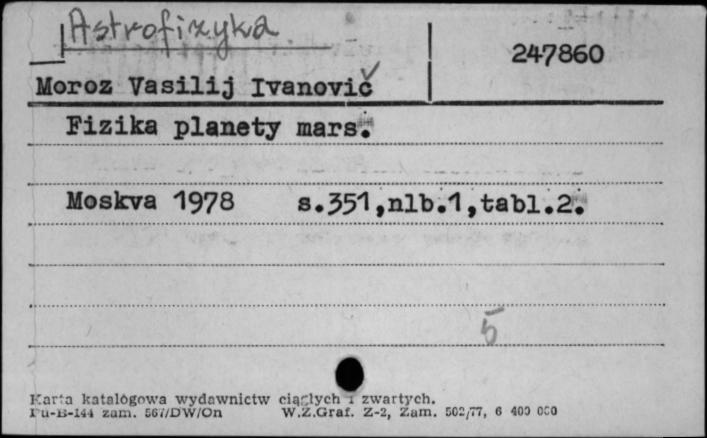 Astrofizyka
247860
Moroz Vasilij Ivanovič
Fizika planety mars.
Moskva 1978 s.351,nlb.1,tabl.2.
5
Karta katalogowa wydawnictw ciągłych i zwartych.
Pu-B-144 zam. 567/DW/On W.Z.Graf. Z-2, Zam. 502/77, 6 400 000